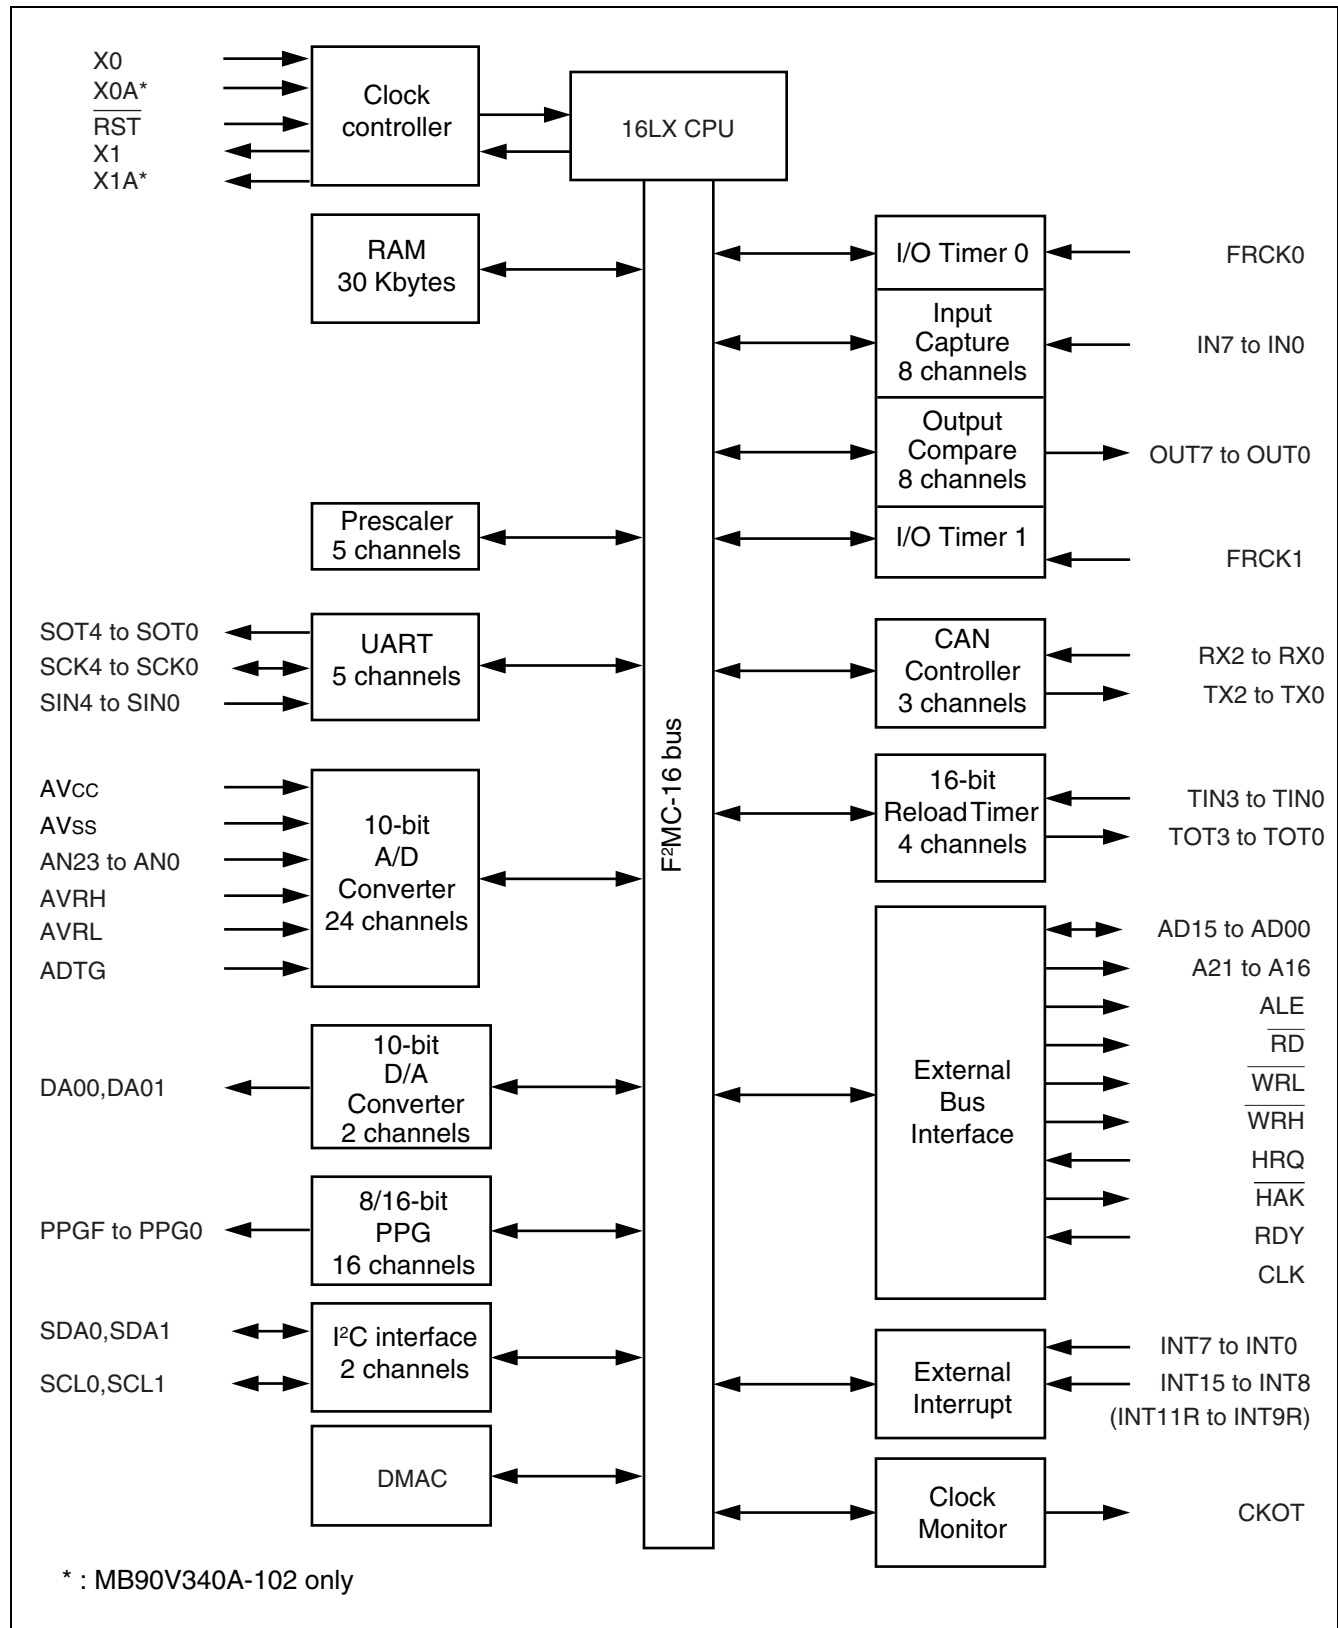 X0
X0A*
RST
X1
X1A*
Clock
controller
16LX CPU
RAM
30 Kbytes
Prescaler
5 channels
SOT4 to SOT0
SCK4 to SCK0
SIN4 to SIN0
UART
5 channels
AVcc
AVss
AN23 to AN0
AVRH
AVRL
ADTG
10-bit
A/D
Converter
24 channels
DA00,DA01
10-bit
D/A
Converter
2 channels
PPGF to PPG0
8/16-bit
PPG
16 channels
SDA0,SDA1
SCL0,SCL1
I²C interface
2 channels
DMAC
F²MC-16 bus
I/O Timer 0
FRCK0
Input
Capture
8 channels
IN7 to IN0
Output
Compare
8 channels
OUT7 to OUT0
I/O Timer 1
FRCK1
CAN
Controller
3 channels
RX2 to RX0
TX2 to TX0
16-bit
Reload Timer
4 channels
TIN3 to TIN0
TOT3 to TOT0
External
Bus
Interface
AD15 to AD00
A21 to A16
ALE
RD
WRL
WRH
HRQ
HAK
RDY
CLK
External
Interrupt
INT7 to INT0
INT15 to INT8
(INT11R to INT9R)
Clock
Monitor
CKOT
* : MB90V340A-102 only